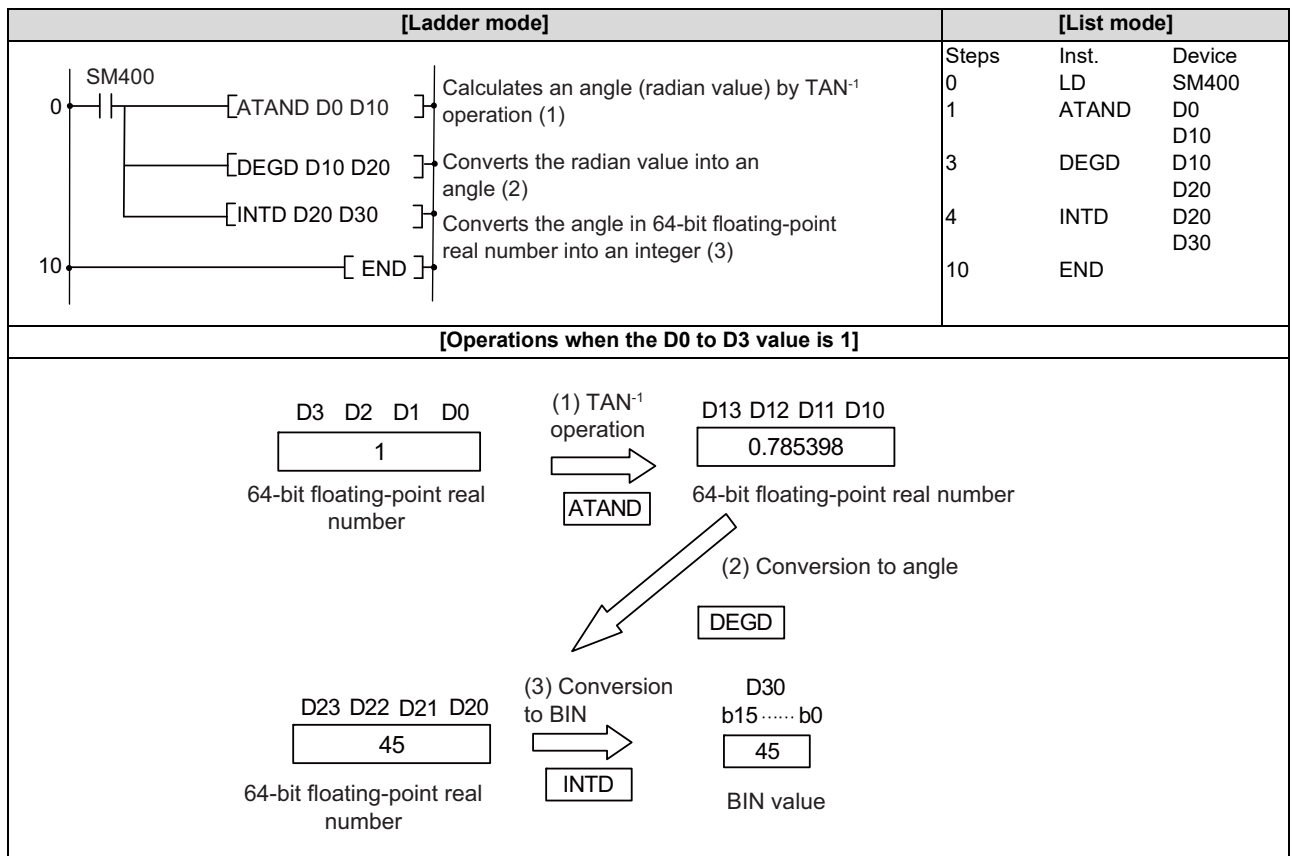 [Ladder mode]
[List mode]
SM400
0
[ATAND D0 D10 ]
Calculates an angle (radian value) by TAN-1
operation (1)
[DEGD D10 D20 ]
Converts the radian value into an
angle (2)
[INTD D20 D30 ]
Converts the angle in 64-bit floating-point
real number into an integer (3)
10
[ END ]
Steps Inst. Device
0 LD SM400
1 ATAND D0
D10
3 DEGD D10
D20
4 INTD D20
D30
10 END
[Operations when the D0 to D3 value is 1]
D3 D2 D1 D0
1
64-bit floating-point real
number
(1) TAN-1
operation
ATAND
D13 D12 D11 D10
0.785398
64-bit floating-point real number
(2) Conversion to angle
DEGD
D23 D22 D21 D20
45
64-bit floating-point real
number
(3) Conversion
to BIN
INTD
D30
b15 ...... b0
45
BIN value